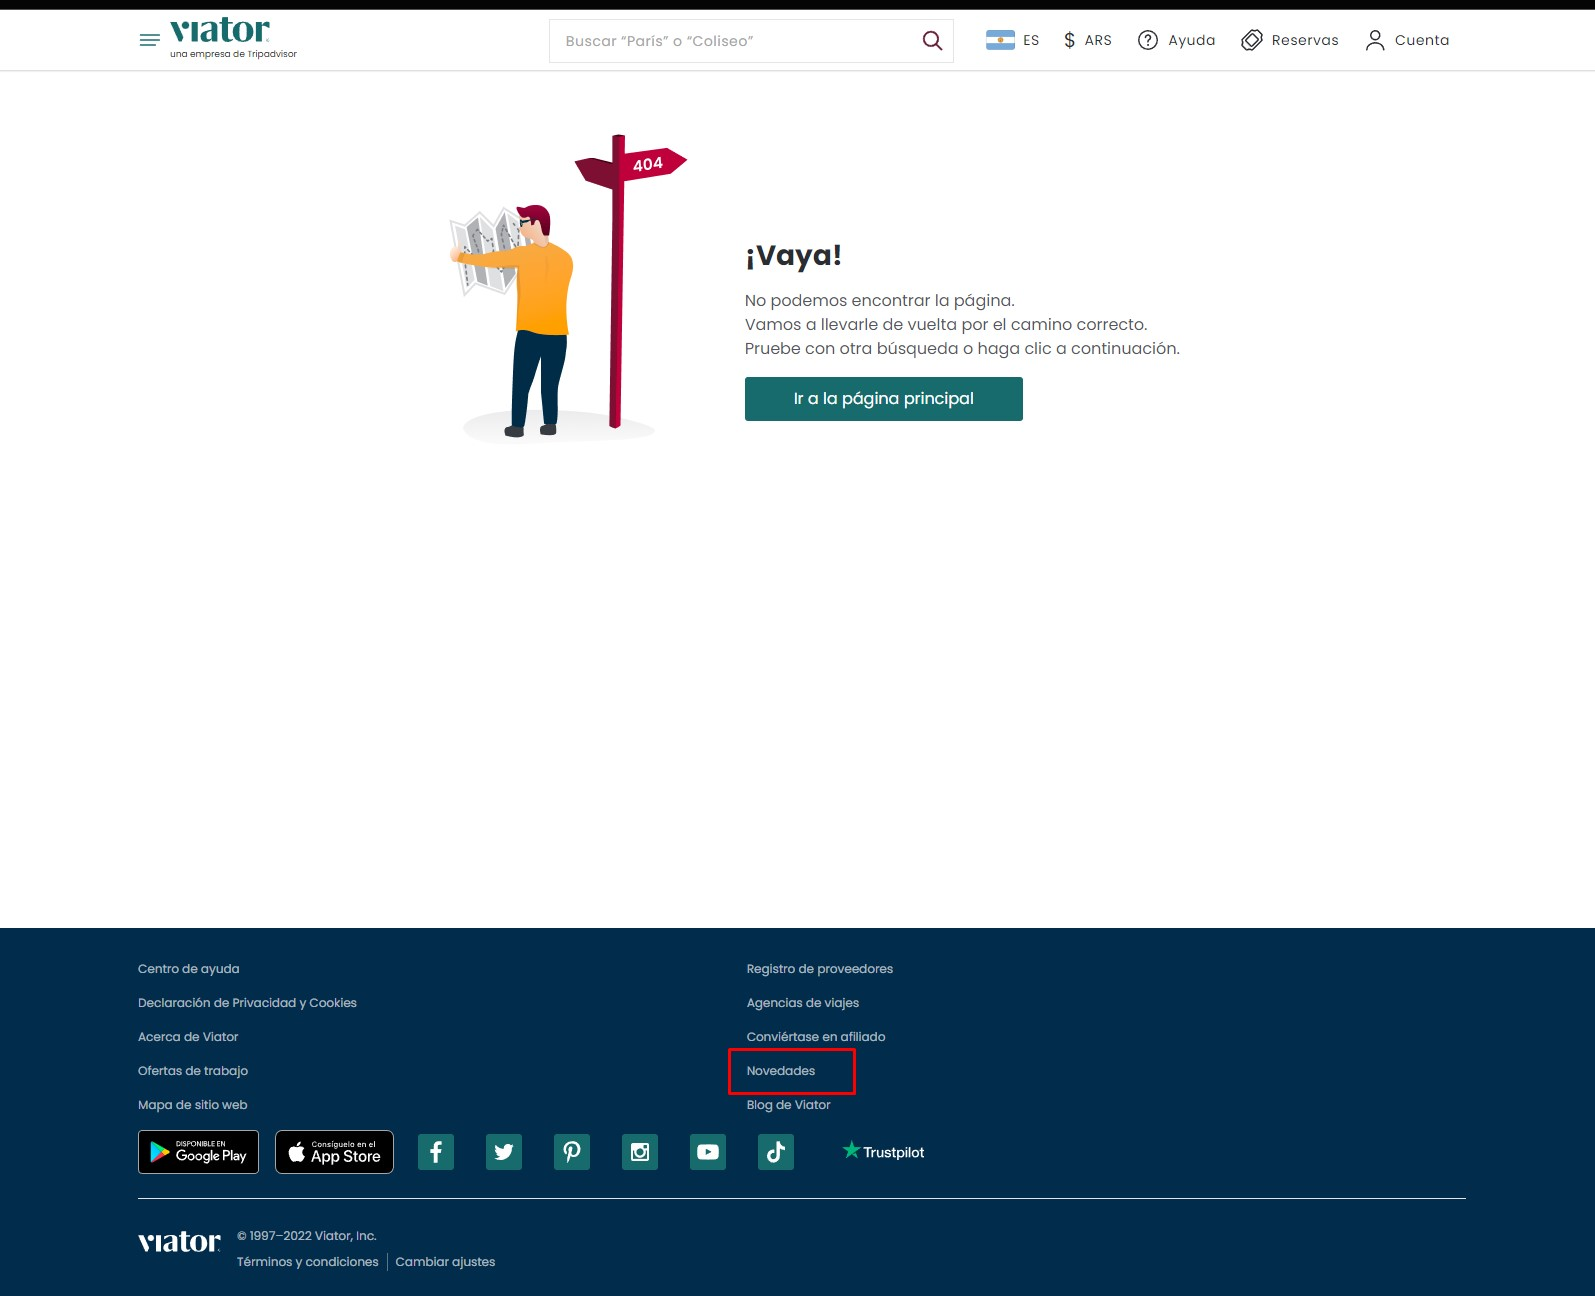 viator
una empresa de Tripadvisor
Buscar “París” o “Coliseo”
ES
$ ARS
Ayuda
Reservas
Cuenta
404
¡Vaya!
No podemos encontrar la página.
Vamos a llevarle de vuelta por el camino correcto.
Pruebe con otra búsqueda o haga clic a continuación.
Ir a la página principal
Centro de ayuda
Declaración de Privacidad y Cookies
Acerca de Viator
Ofertas de trabajo
Mapa de sitio web
Registro de proveedores
Agencias de viajes
Conviértase en afiliado
Novedades
Blog de Viator
DISPONIBLE EN
Google Play
Consíguelo en el
App Store
Trustpilot
viator
© 1997–2022 Viator, Inc.
Términos y condiciones
Cambiar ajustes